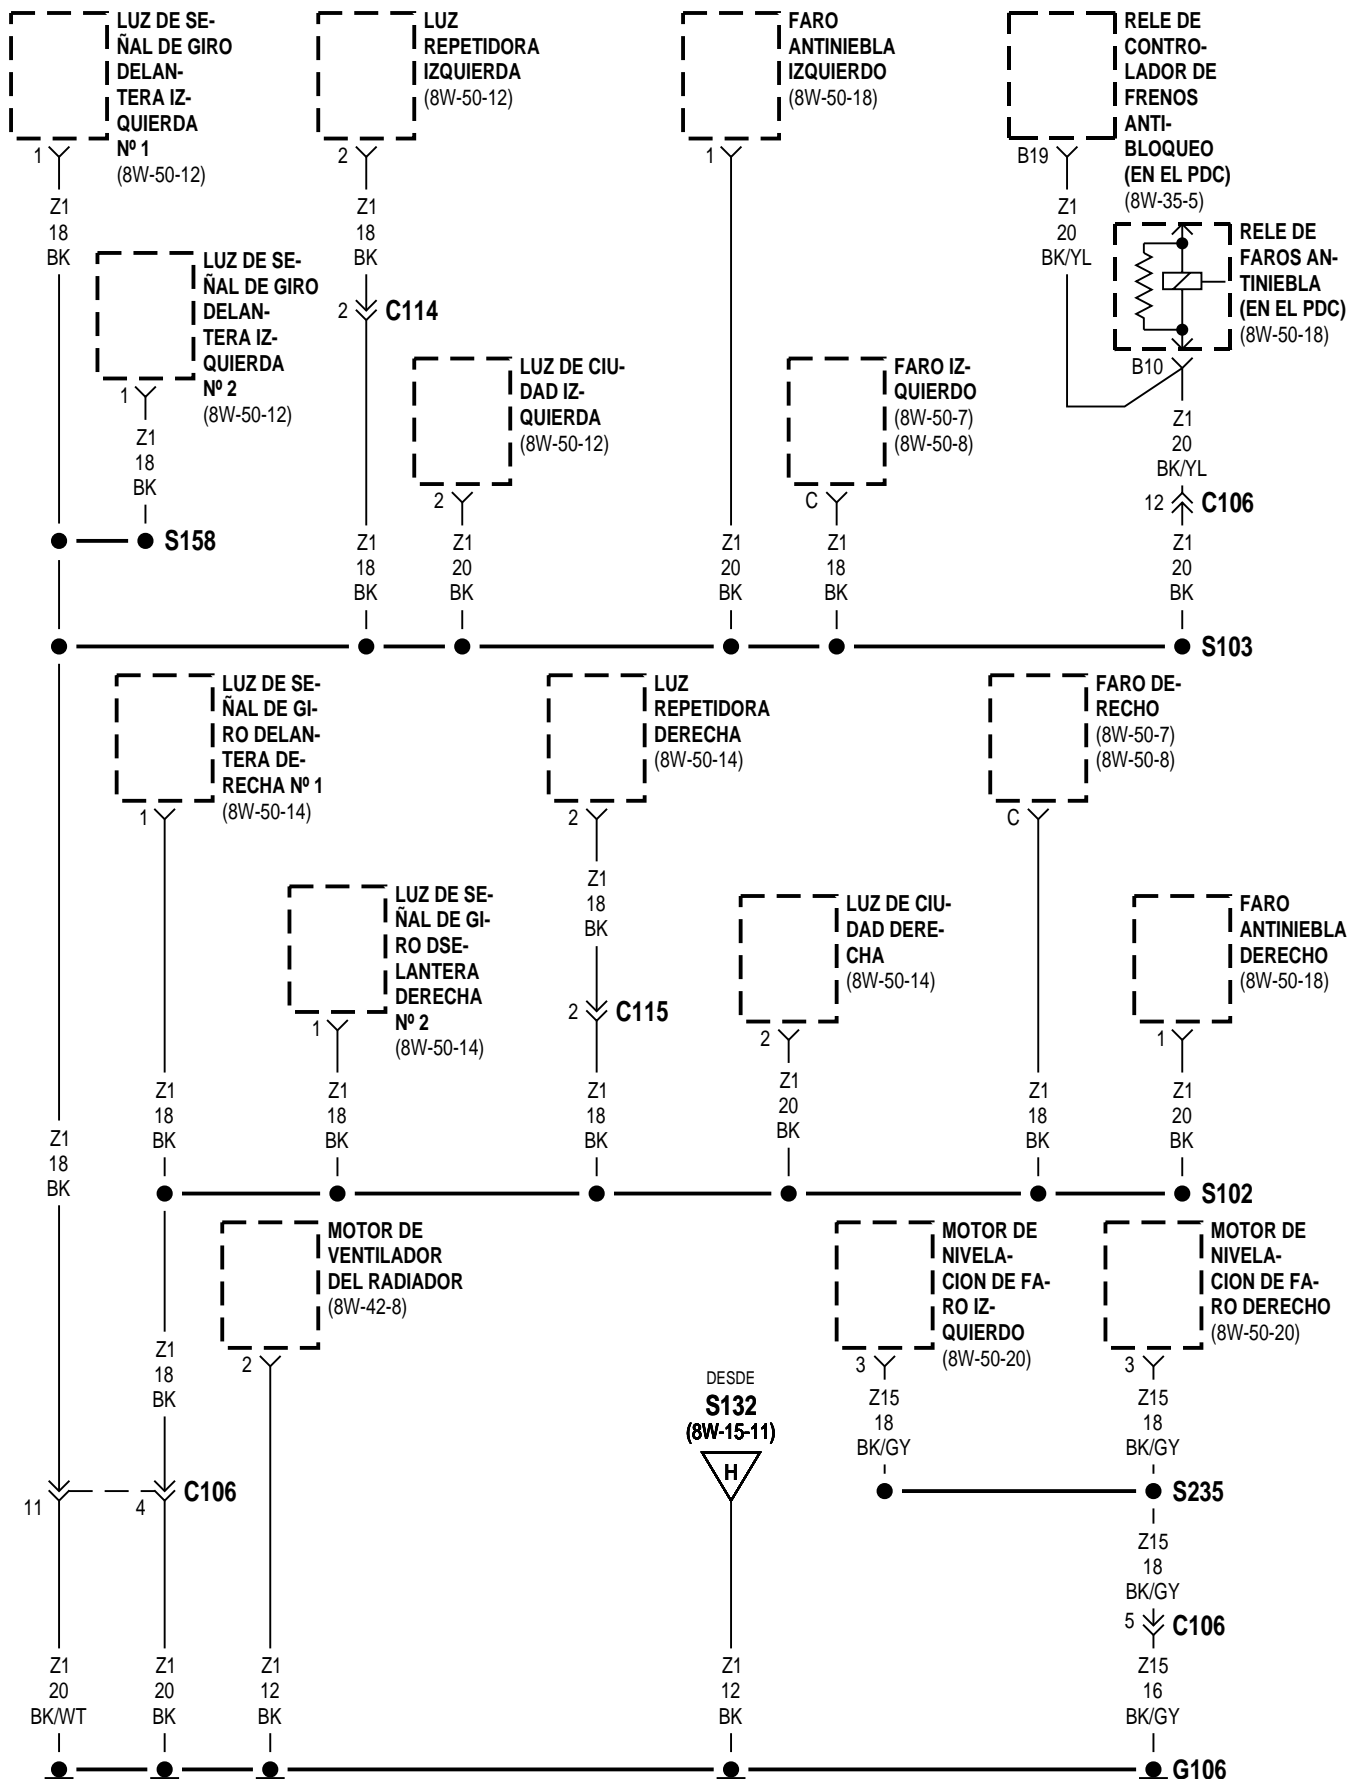 LUZ DE SE-
ÑAL DE GIRO
DELAN-
TERA IZ-
QUIERDA
Nº 1
(8W-50-12)
1
Z1
18
BK
LUZ
REPETIDORA
IZQUIERDA
(8W-50-12)
2
Z1
18
BK
2
C114
FARO
ANTINIEBLA
IZQUIERDO
(8W-50-18)
1
RELE DE
CONTRO-
LADOR DE
FRENOS
ANTI-
BLOQUEO
(EN EL PDC)
(8W-35-5)
B19
Z1
20
BK/YL
RELE DE
FAROS AN-
TINIEBLA
(EN EL PDC)
(8W-50-18)
B10
Z1
20
BK/YL
12
C106
Z1
20
BK
LUZ DE SE-
ÑAL DE GIRO
DELAN-
TERA IZ-
QUIERDA
Nº 2
(8W-50-12)
1
Z1
18
BK
S158
LUZ DE CIU-
DAD IZ-
QUIERDA
(8W-50-12)
2
FARO IZ-
QUIERDO
(8W-50-7)
(8W-50-8)
C
Z1
18
BK
Z1
20
BK
Z1
20
BK
Z1
18
BK
S103
LUZ DE SE-
ÑAL DE GI-
RO DELAN-
TERA DE-
RECHA Nº 1
(8W-50-14)
1
LUZ
REPETIDORA
DERECHA
(8W-50-14)
2
Z1
18
BK
2
C115
FARO DE-
RECHO
(8W-50-7)
(8W-50-8)
C
LUZ DE SE-
ÑAL DE GI-
RO DSE-
LANTERA
DERECHA
Nº 2
(8W-50-14)
1
LUZ DE CIU-
DAD DERE-
CHA
(8W-50-14)
2
FARO
ANTINIEBLA
DERECHO
(8W-50-18)
1
Z1
18
BK
Z1
18
BK
Z1
18
BK
Z1
18
BK
Z1
20
BK
Z1
18
BK
Z1
20
BK
S102
MOTOR DE
VENTILADOR
DEL RADIADOR
(8W-42-8)
2
MOTOR DE
NIVELA-
CION DE FA-
RO IZ-
QUIERDO
(8W-50-20)
3
MOTOR DE
NIVELA-
CION DE FA-
RO DERECHO
(8W-50-20)
3
Z1
18
BK
DESDE
S132
(8W-15-11)
H
Z15
18
BK/GY
Z15
18
BK/GY
11
4
C106
S235
Z15
18
BK/GY
5
C106
Z1
20
BK/WT
Z1
20
BK
Z1
12
BK
Z1
12
BK
Z15
16
BK/GY
G106